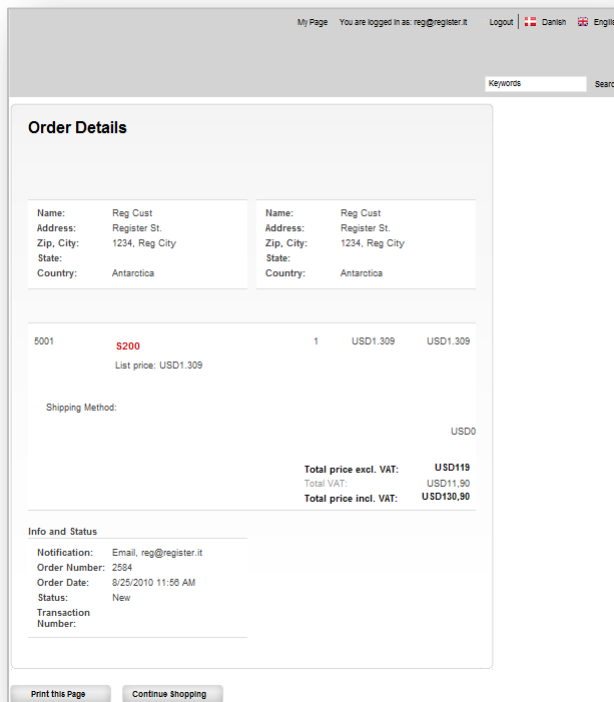 My Page You are logged in as: reg@register.it Logout Danish Englis
Keywords Searc
Order Details
Name: Reg Cust Name: Reg Cust
Address: Register St. Address: Register St.
Zip, City: 1234, Reg City Zip, City: 1234, Reg City
State: State:
Country: Antarctica Country: Antarctica
5001 S200 1 USD1.309 USD1.309
List price: USD1.309
Shipping Method:
USD0
Total price excl. VAT: USD119
Total VAT: USD11,90
Total price incl. VAT: USD130,90
Info and Status
Notification: Email, reg@register.it
Order Number: 2584
Order Date: 8/25/2010 11:56 AM
Status: New
Transaction
Number:
Print this Page Continue Shopping